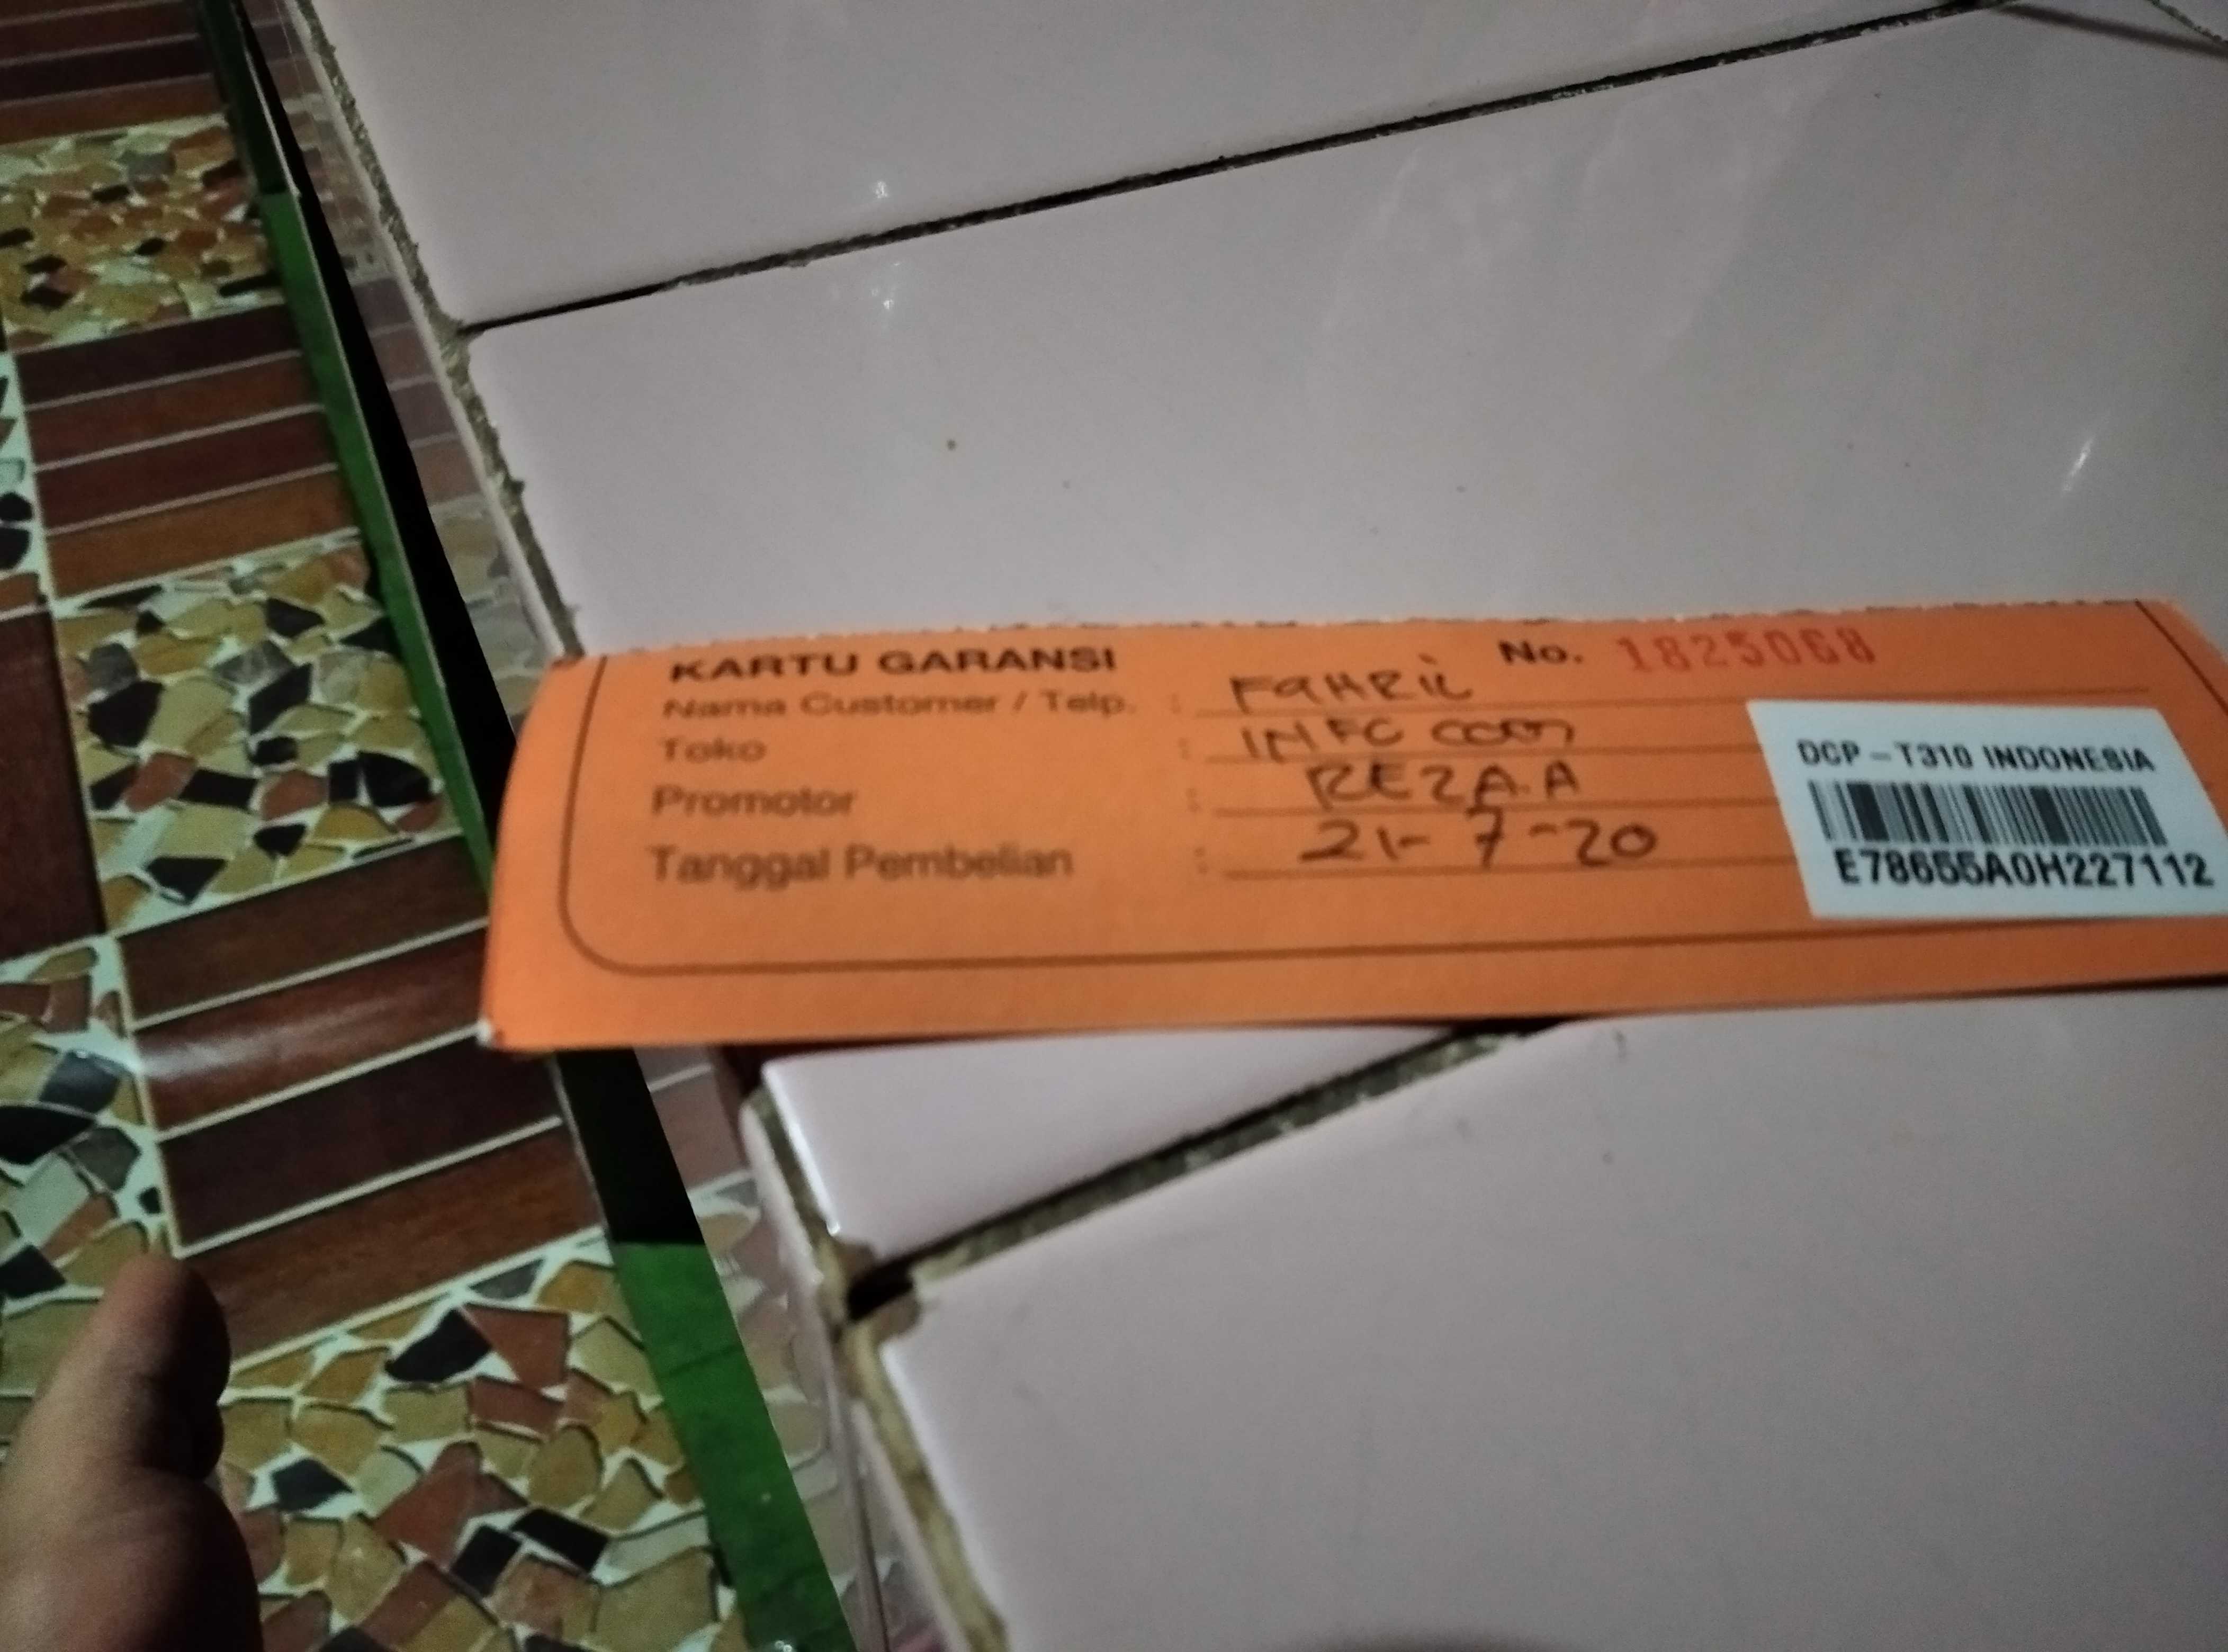 KARTU GARANSI No. 1825068
Nama Customer / Telp. : FAHRIL
Toko : INFO COM
Promotor : REZA.A
Tanggal Pembelian : 21-7-20
DCP-T310 INDONESIA
E78655A0H227112